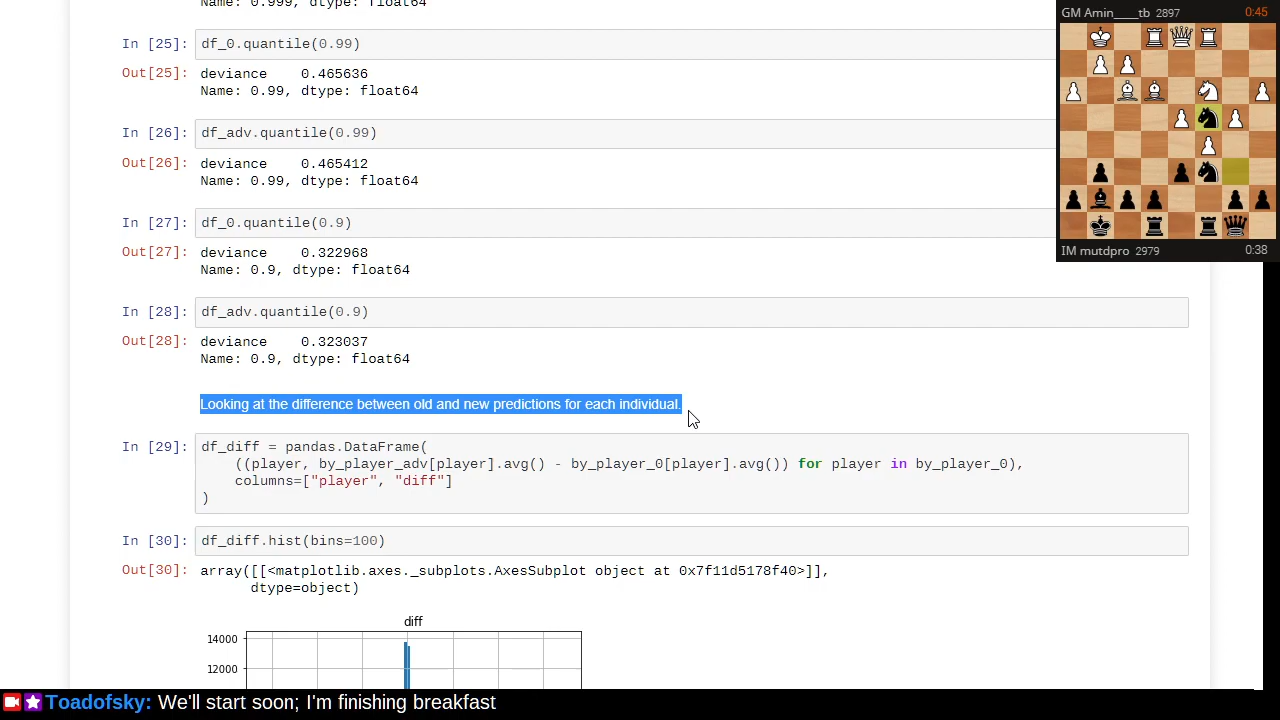 Name: 0.999, dtype: float64
In [25]: df_0.quantile(0.99)
Out[25]: deviance    0.465636
Name: 0.99, dtype: float64
In [26]: df_adv.quantile(0.99)
Out[26]: deviance    0.465412
Name: 0.99, dtype: float64
In [27]: df_0.quantile(0.9)
Out[27]: deviance    0.322968
Name: 0.9, dtype: float64
In [28]: df_adv.quantile(0.9)
Out[28]: deviance    0.323037
Name: 0.9, dtype: float64
Looking at the difference between old and new predictions for each individual.
In [29]: df_diff = pandas.DataFrame(
    ((player, by_player_adv[player].avg() - by_player_0[player].avg()) for player in by_player_0),
    columns=["player", "diff"]
)
In [30]: df_diff.hist(bins=100)
Out[30]: array([[<matplotlib.axes._subplots.AxesSubplot object at 0x7f11d5178f40>]],
      dtype=object)
diff
14000
12000
GM Amin____tb 2897 0:45
IM mutdpro 2979 0:38
Toadofsky: We'll start soon; I'm finishing breakfast